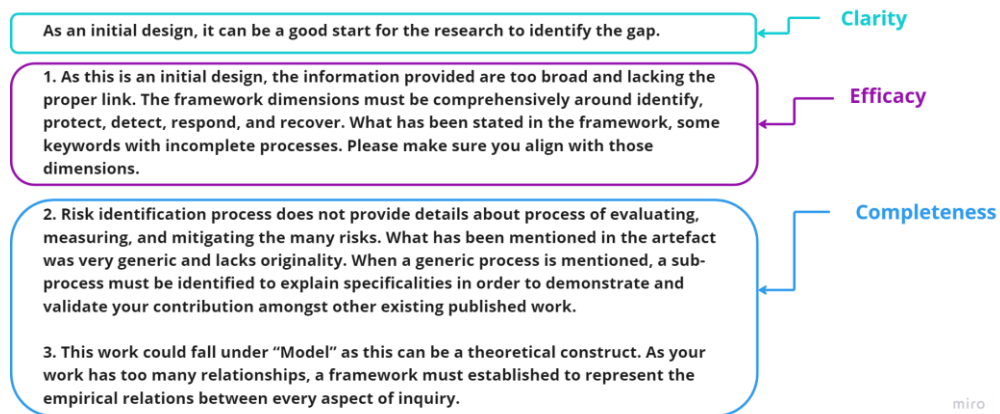 As an initial design, it can be a good start for the research to identify the gap.
Clarity
1. As this is an initial design, the information provided are too broad and lacking the
proper link. The framework dimensions must be comprehensively around identify,
protect, detect, respond, and recover. What has been stated in the framework, some
keywords with incomplete processes. Please make sure you align with those
dimensions.
Efficacy
2. Risk identification process does not provide details about process of evaluating,
measuring, and mitigating the many risks. What has been mentioned in the artefact
was very generic and lacks originality. When a generic process is mentioned, a sub-
process must be identified to explain specificalities in order to demonstrate and
validate your contribution amongst other existing published work.
3. This work could fall under “Model” as this can be a theoretical construct. As your
work has too many relationships, a framework must established to represent the
empirical relations between every aspect of inquiry.
Completeness
miro